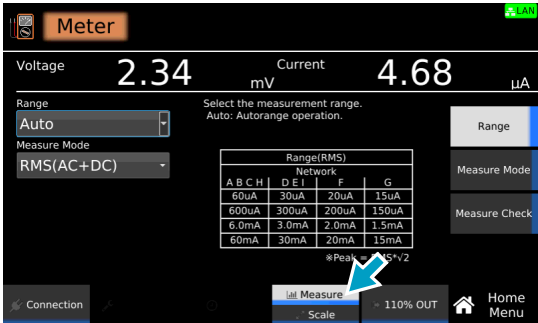 LAN
Meter
Voltage 2.34 mV
Current 4.68 μA
Range
Auto
Measure Mode
RMS(AC+DC)
Select the measurement range.
Auto: Autorange operation.
Range(RMS)
Network
A B C H D E I F G
60uA 30uA 20uA 15uA
600uA 300uA 200uA 150uA
6.0mA 3.0mA 2.0mA 1.5mA
60mA 30mA 20mA 15mA
※Peak = RMS*√2
Range
Measure Mode
Measure Check
Connection
Measure
Scale
110% OUT
Home
Menu